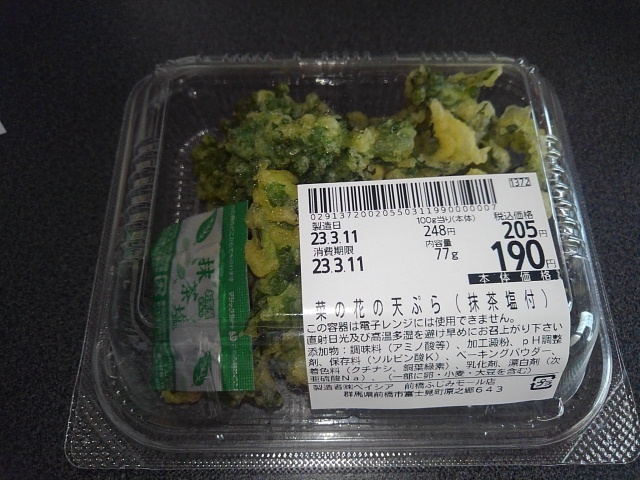 1372
02913720020550311990000007
製造日 100g当り(本体) 税込価格
23.3.11 248円 205円
消費期限 内容量
23.3.11 77g 190円
本体価格
菜の花の天ぷら(抹茶塩付)
この容器は電子レンジには使用できません。
直射日光及び高温多湿を避け早めにお召上がり下さい
添加物:調味料(アミノ酸等)、加工澱粉、pH調整
剤、保存料(ソルビン酸K)、ベーキングパウダー、
着色料(クチナシ、銅葉緑素)、乳化剤、漂白剤(次
亜硫酸Na)(一部に卵・小麦・大豆を含む)
製造者㈱ベイシア 前橋ふじみモール店
群馬県前橋市富士見町原之郷643
抹茶塩